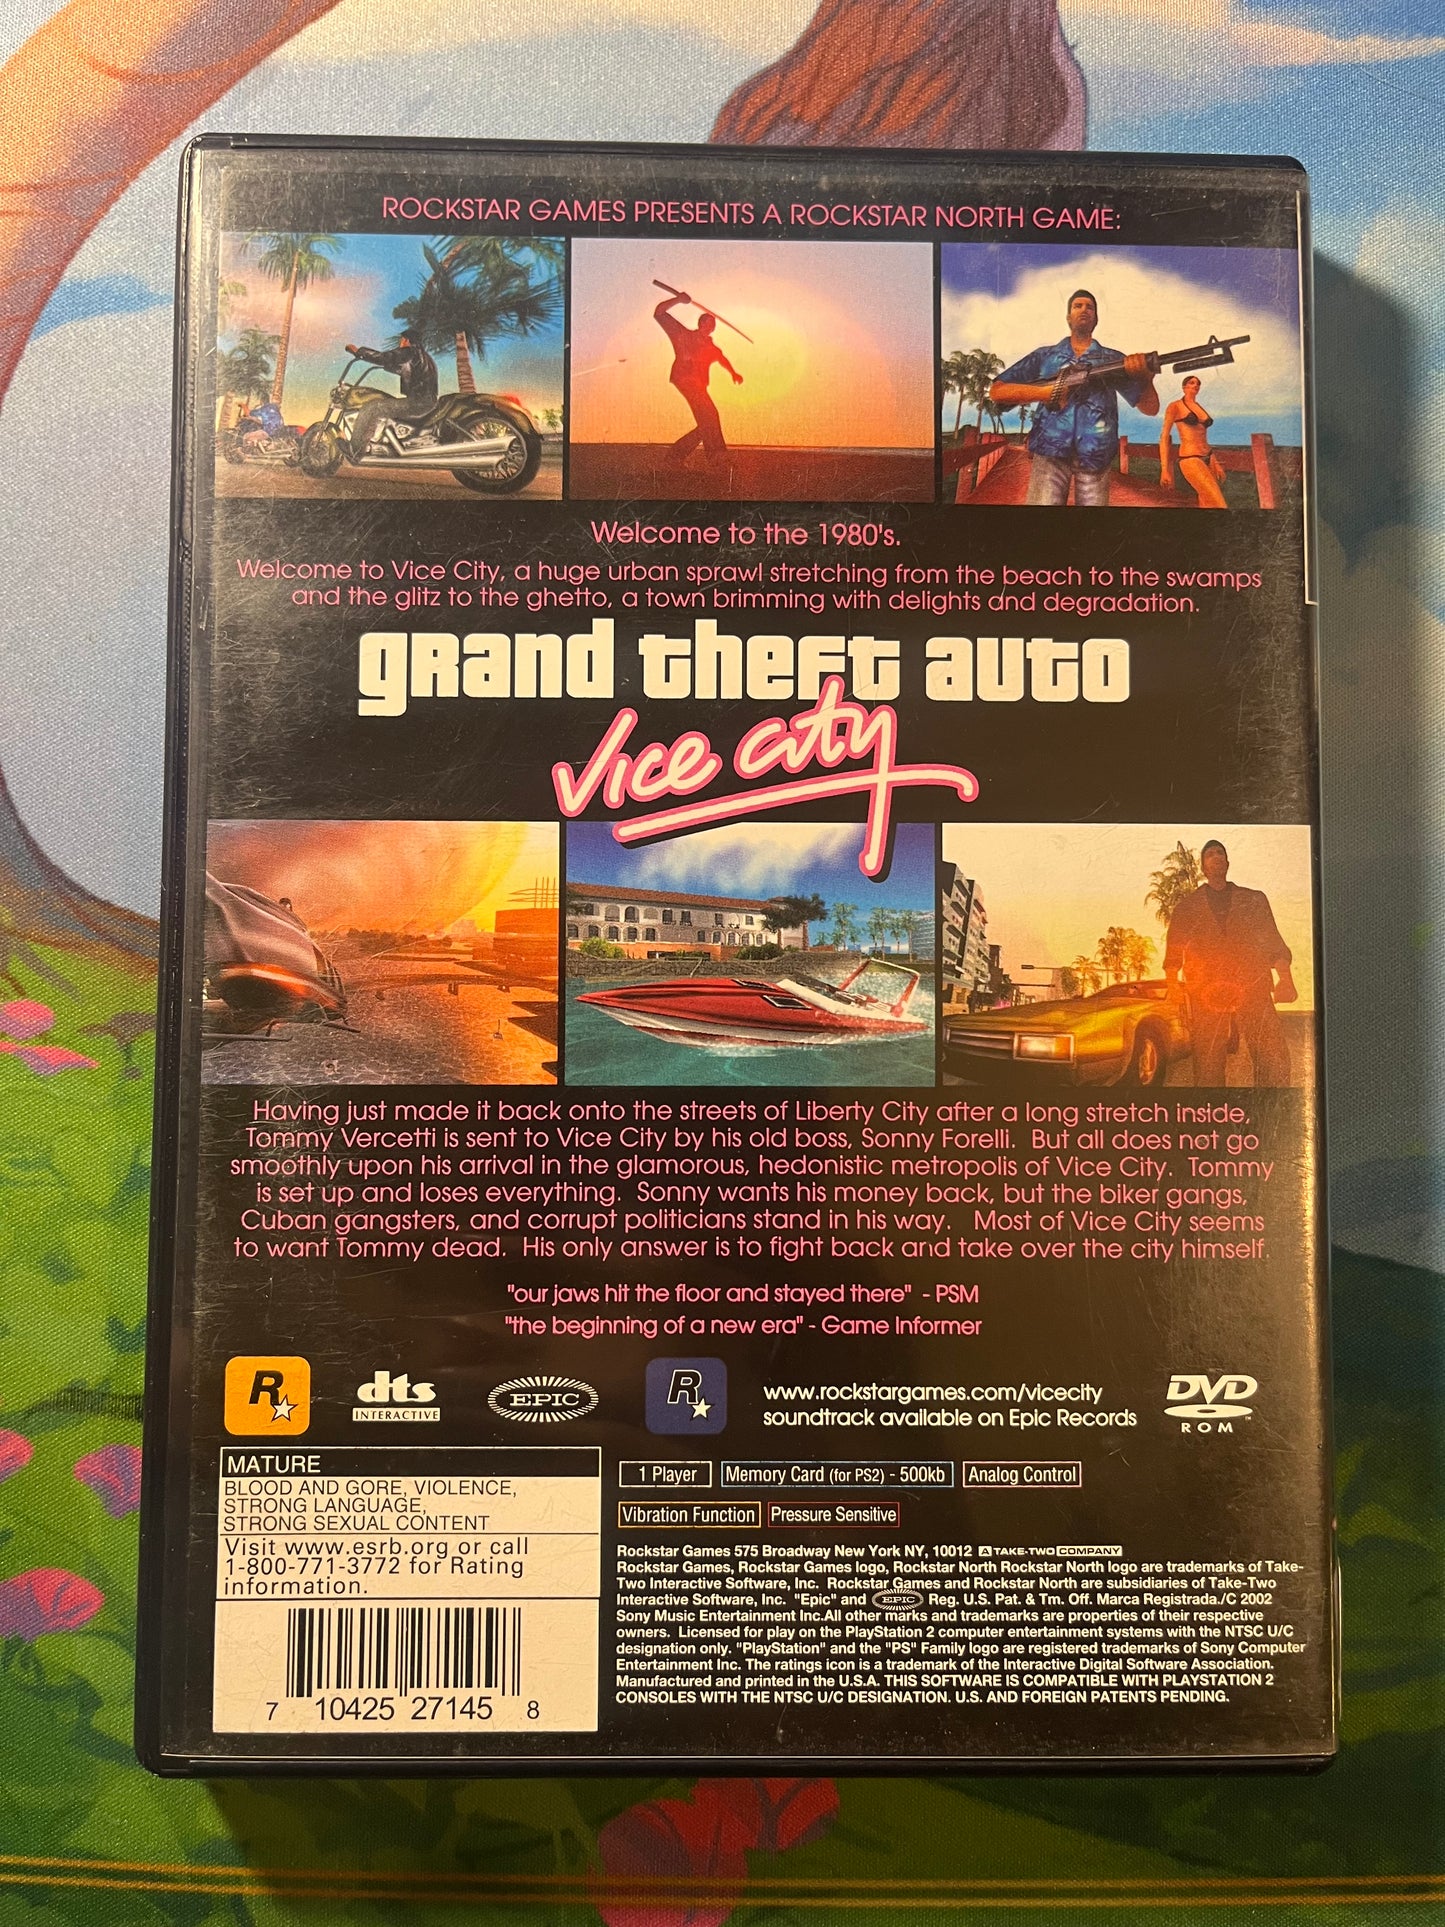 ROCKSTAR GAMES PRESENTS A ROCKSTAR NORTH GAME:
Welcome to the 1980's.
Welcome to Vice City, a huge urban sprawl stretching from the beach to the swamps
and the glitz to the ghetto, a town brimming with delights and degradation.
grand theft auto
Vice City
Having just made it back onto the streets of Liberty City after a long stretch inside,
Tommy Vercetti is sent to Vice City by his old boss, Sonny Forelli. But all does not go
smoothly upon his arrival in the glamorous, hedonistic metropolis of Vice City. Tommy
is set up and loses everything. Sonny wants his money back, but the biker gangs,
Cuban gangsters, and corrupt politicians stand in his way. Most of Vice City seems
to want Tommy dead. His only answer is to fight back and take over the city himself.
"our jaws hit the floor and stayed there" - PSM
"the beginning of a new era" - Game Informer
R
dts
INTERACTIVE
EPIC
R
www.rockstargames.com/vicecity
soundtrack available on Epic Records
DVD
ROM
MATURE
BLOOD AND GORE, VIOLENCE,
STRONG LANGUAGE,
STRONG SEXUAL CONTENT
Visit www.esrb.org or call
1-800-771-3772 for Rating
information.
7 10425 27145 8
1 Player
Memory Card (for PS2) - 500kb
Analog Control
Vibration Function
Pressure Sensitive
Rockstar Games 575 Broadway New York NY, 10012 A TAKE-TWO COMPANY
Rockstar Games, Rockstar Games logo, Rockstar North Rockstar North logo are trademarks of Take-
Two Interactive Software, Inc. Rockstar Games and Rockstar North are subsidiaries of Take-Two
Interactive Software, Inc. "Epic" and EPIC Reg. U.S. Pat. & Tm. Off. Marca Registrada./C 2002
Sony Music Entertainment Inc.All other marks and trademarks are properties of their respective
owners. Licensed for play on the PlayStation 2 computer entertainment systems with the NTSC U/C
designation only. "PlayStation" and the "PS" Family logo are registered trademarks of Sony Computer
Entertainment Inc. The ratings icon is a trademark of the Interactive Digital Software Association.
Manufactured and printed in the U.S.A. THIS SOFTWARE IS COMPATIBLE WITH PLAYSTATION 2
CONSOLES WITH THE NTSC U/C DESIGNATION. U.S. AND FOREIGN PATENTS PENDING.